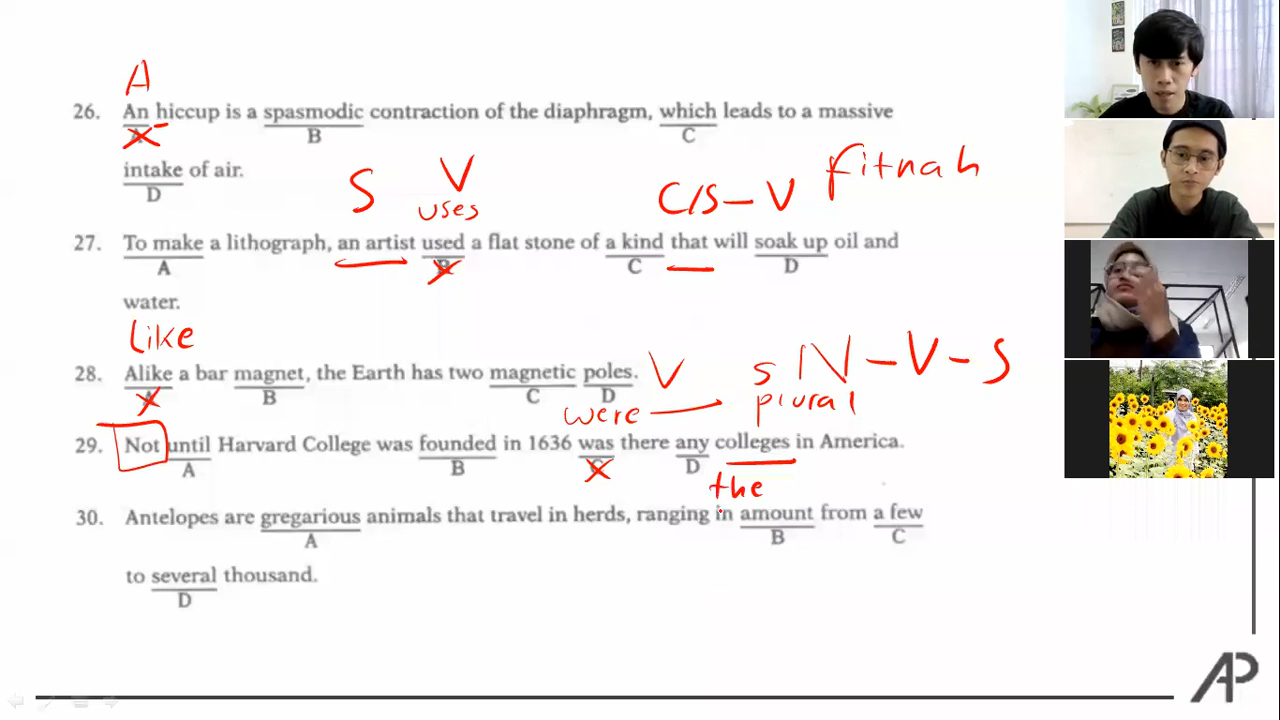 A
26. An hiccup is a spasmodic contraction of the diaphragm, which leads to a massive
A B C
intake of air.
D
S V C/S-V fitnah
uses
27. To make a lithograph, an artist used a flat stone of a kind that will soak up oil and
A B C D
water.
like
28. Alike a bar magnet, the Earth has two magnetic poles.
A B C D
V S N-V-S
were plural
29. Not until Harvard College was founded in 1636 was there any colleges in America.
A B C D
the
30. Antelopes are gregarious animals that travel in herds, ranging in amount from a few
A B C
to several thousand.
D
AP